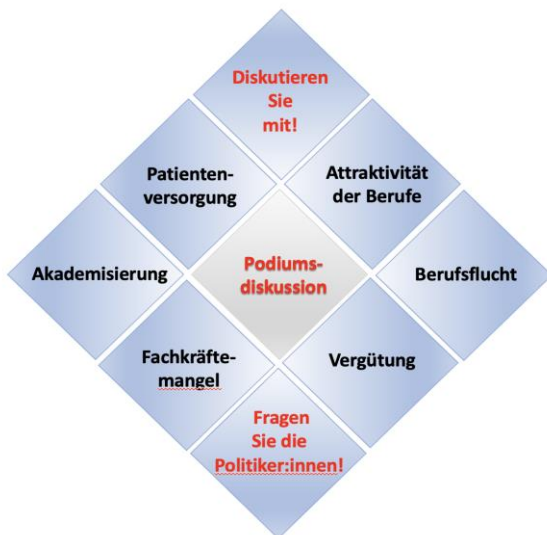 Diskutieren
Sie
mit!
Patienten-
versorgung
Attraktivität
der Berufe
Akademisierung
Podiums-
diskussion
Berufsflucht
Fachkräfte-
mangel
Vergütung
Fragen
Sie die
Politiker:innen!